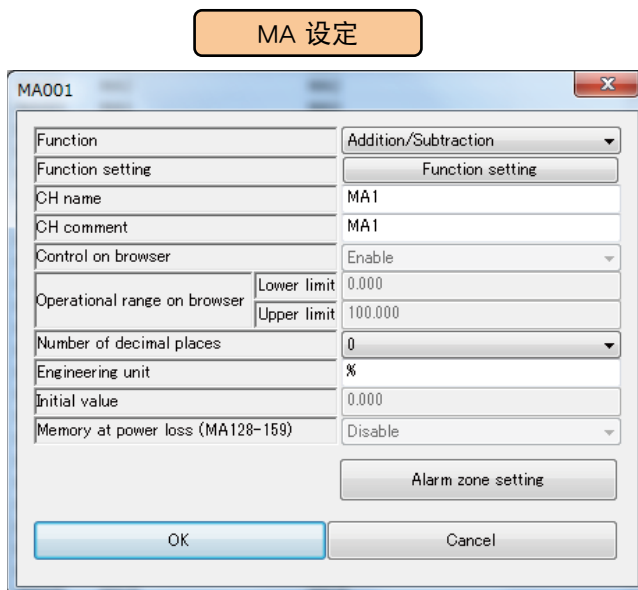 MA 设定
MA001
Function Addition/Subtraction
Function setting Function setting
CH name MA1
CH comment MA1
Control on browser Enable
Operational range on browser Lower limit 0.000
Upper limit 100.000
Number of decimal places 0
Engineering unit %
Initial value 0.000
Memory at power loss (MA128-159) Disable
Alarm zone setting
OK Cancel